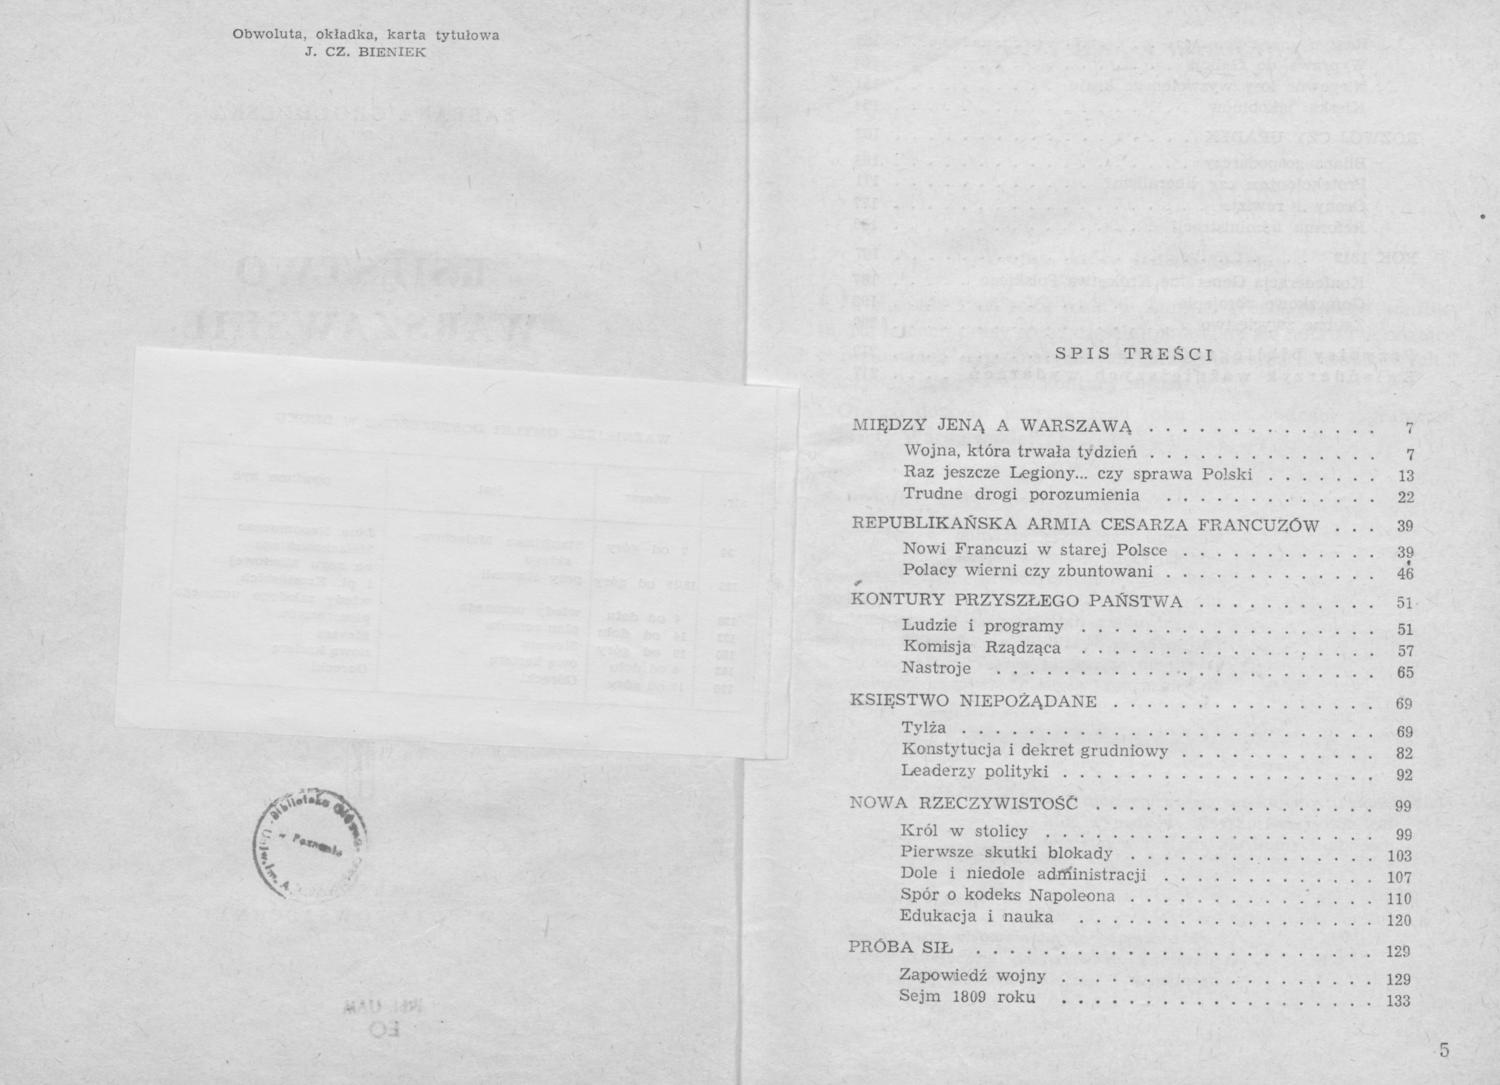 Obwoluta, okładka, karta tytułowa
J. CZ. BIENIEK
Biblioteka Główna
w Poznaniu
SPIS TREŚCI
MIĘDZY JENĄ A WARSZAWĄ . . . . . . . . . . . . . . 7
Wojna, która trwała tydzień . . . . . . . . . . . . . . 7
Raz jeszcze Legiony... czy sprawa Polski . . . . . . . 13
Trudne drogi porozumienia . . . . . . . . . . . . . 22
REPUBLIKAŃSKA ARMIA CESARZA FRANCUZÓW . . . 39
Nowi Francuzi w starej Polsce . . . . . . . . . . . . 39
Polacy wierni czy zbuntowani . . . . . . . . . . . . . 46
KONTURY PRZYSZŁEGO PAŃSTWA . . . . . . . . . . . 51
Ludzie i programy . . . . . . . . . . . . . . . . . . 51
Komisja Rządząca . . . . . . . . . . . . . . . . . . 57
Nastroje . . . . . . . . . . . . . . . . . . . . . . . 65
KSIĘSTWO NIEPOŻĄDANE . . . . . . . . . . . . . . . . 69
Tylża . . . . . . . . . . . . . . . . . . . . . . . . . 69
Konstytucja i dekret grudniowy . . . . . . . . . . . . 82
Leaderzy polityki . . . . . . . . . . . . . . . . . . . 92
NOWA RZECZYWISTOŚĆ . . . . . . . . . . . . . . . . . 99
Król w stolicy . . . . . . . . . . . . . . . . . . . . 99
Pierwsze skutki blokady . . . . . . . . . . . . . . . 103
Dole i niedole administracji . . . . . . . . . . . . . 107
Spór o kodeks Napoleona . . . . . . . . . . . . . . . 110
Edukacja i nauka . . . . . . . . . . . . . . . . . . 120
PRÓBA SIŁ . . . . . . . . . . . . . . . . . . . . . . . . 129
Zapowiedź wojny . . . . . . . . . . . . . . . . . . . 129
Sejm 1809 roku . . . . . . . . . . . . . . . . . . . 133
5